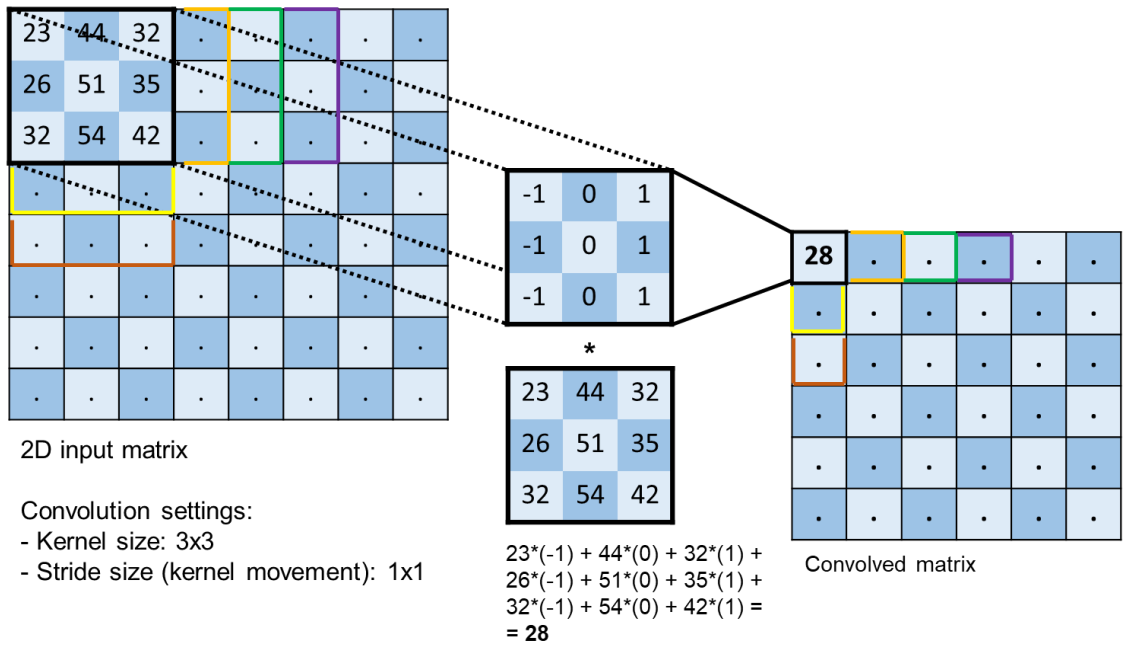 23 44 32 . . . . .
26 51 35 . . . . .
32 54 42 . . . . .
. . . . . . . .
. . . . . . . .
. . . . . . . .
. . . . . . . .
. . . . . . . .
2D input matrix
Convolution settings:
- Kernel size: 3x3
- Stride size (kernel movement): 1x1
-1 0 1
-1 0 1
-1 0 1
*
23 44 32
26 51 35
32 54 42
23*(-1) + 44*(0) + 32*(1) +
26*(-1) + 51*(0) + 35*(1) +
32*(-1) + 54*(0) + 42*(1) =
= 28
28 . . . . .
. . . . . .
. . . . . .
. . . . . .
. . . . . .
. . . . . .
Convolved matrix